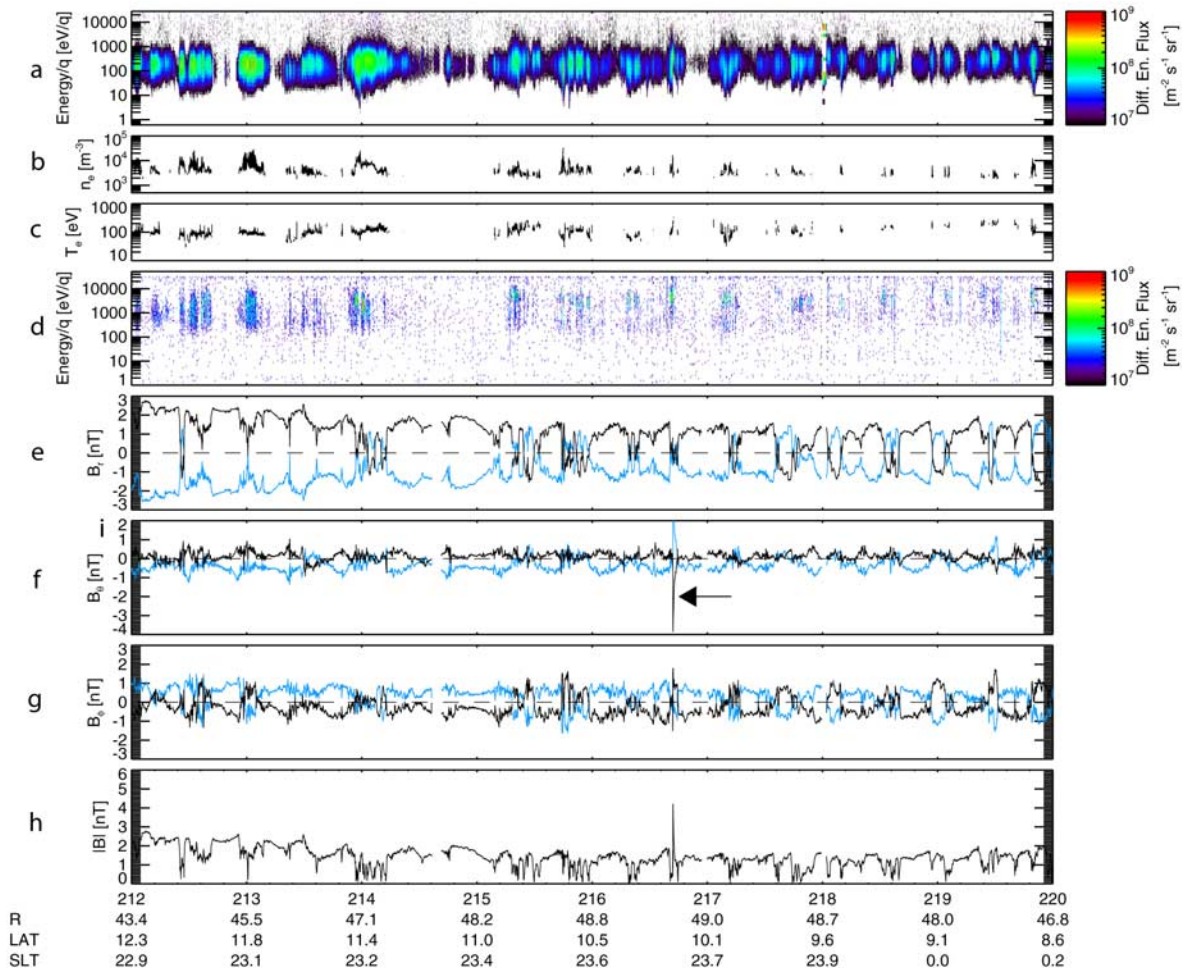 a
Energy/q [eV/q]
10000
1000
100
10
1
10⁹
10⁸
10⁷
Diff. En. Flux
[m⁻² s⁻¹ sr⁻¹]
b
nₑ [m⁻³]
10⁵
10⁴
10³
c
Tₑ [eV]
1000
100
10
d
Energy/q [eV/q]
10000
1000
100
10
1
10⁹
10⁸
10⁷
Diff. En. Flux
[m⁻² s⁻¹ sr⁻¹]
e
Bᵣ [nT]
3
2
1
0
-1
-2
-3
i
f
B_θ [nT]
2
1
0
-1
-2
-3
-4
g
[nT]
3
2
1
0
-1
-2
-3
h
|B| [nT]
6
5
4
3
2
1
0
212 213 214 215 216 217 218 219 220
R 43.4 45.5 47.1 48.2 48.8 49.0 48.7 48.0 46.8
LAT 12.3 11.8 11.4 11.0 10.5 10.1 9.6 9.1 8.6
SLT 22.9 23.1 23.2 23.4 23.6 23.7 23.9 0.0 0.2